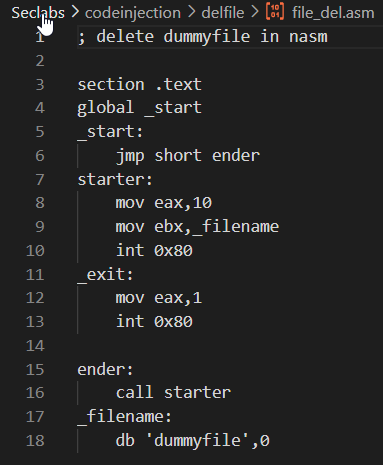 Seclabs > codeinjection > delfile > file_del.asm
1 ; delete dummyfile in nasm
2
3 section .text
4 global _start
5 _start:
6     jmp short ender
7 starter:
8     mov eax,10
9     mov ebx,_filename
10     int 0x80
11 _exit:
12     mov eax,1
13     int 0x80
14
15 ender:
16     call starter
17 _filename:
18     db 'dummyfile',0